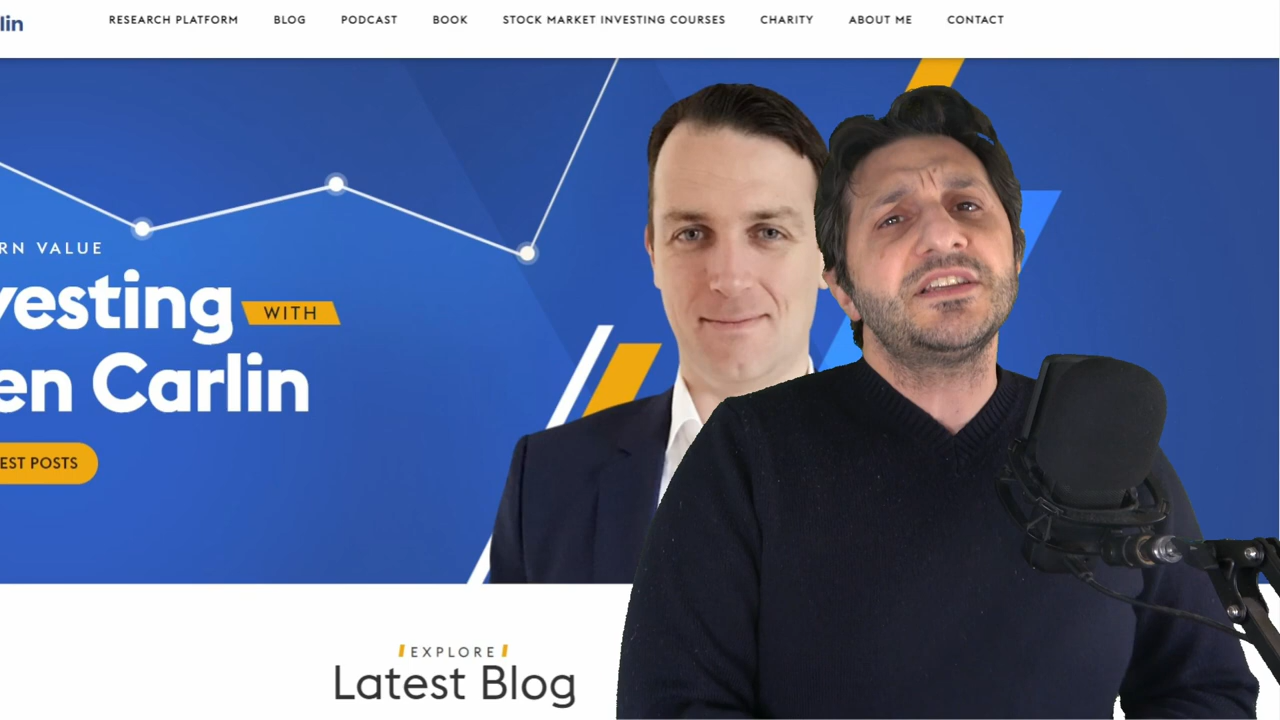 lin
RESEARCH PLATFORM BLOG PODCAST BOOK STOCK MARKET INVESTING COURSES CHARITY ABOUT ME CONTACT
RN VALUE
vesting WITH
en Carlin
EST POSTS
EXPLORE
Latest Blog